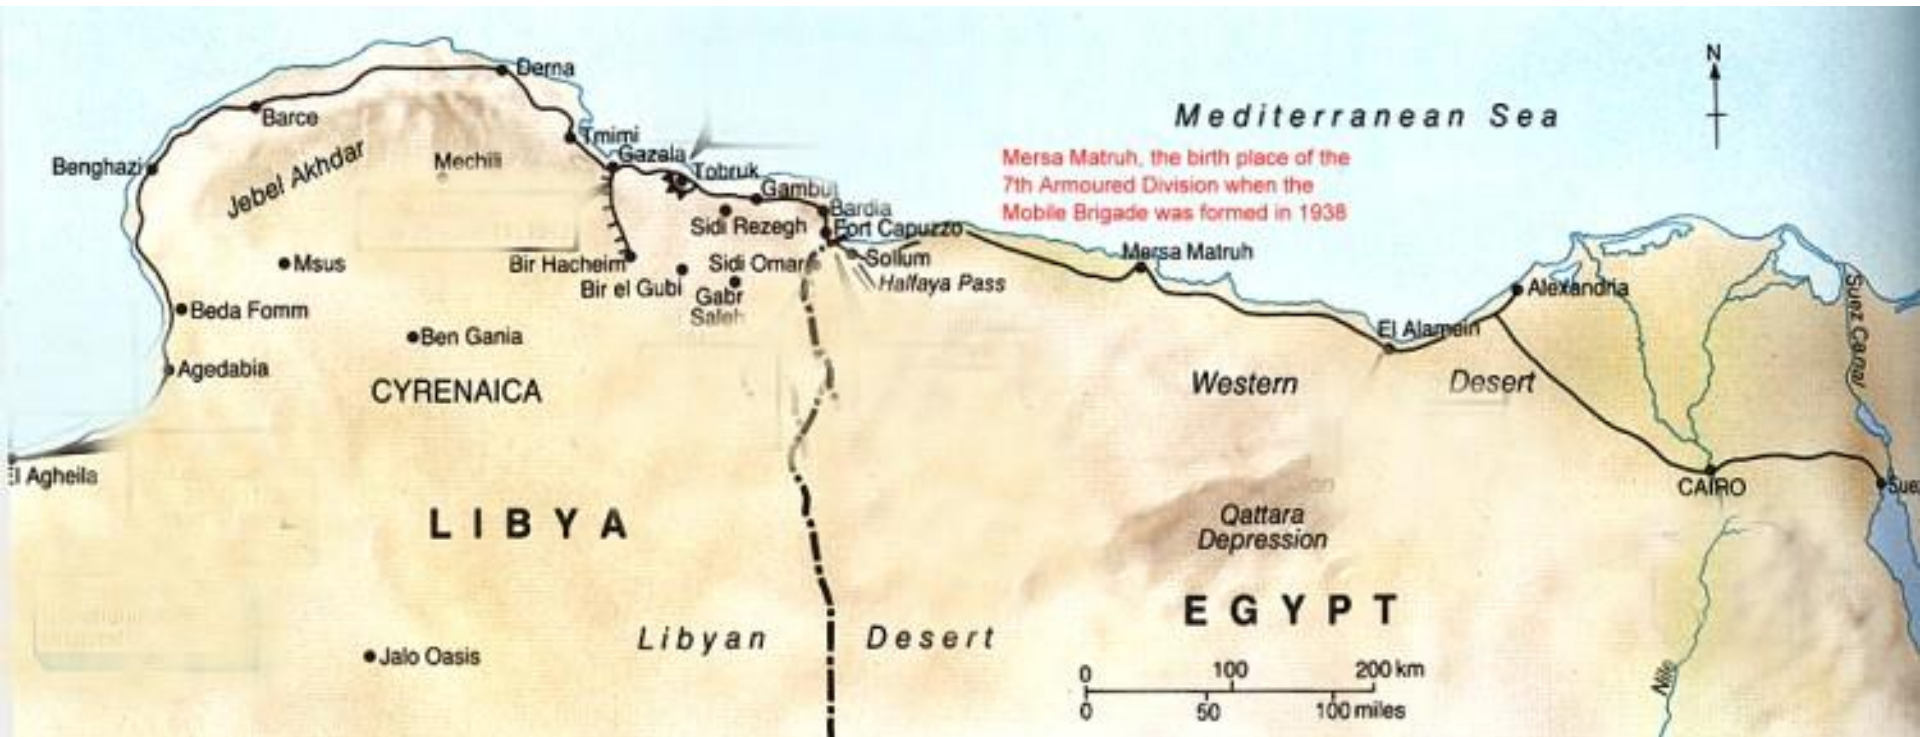 N
Derna
Mediterranean Sea
Barce
Tmimi
Benghazi
Jebel Akhdar
Mechili
Gazala
Tobruk
Mersa Matruh, the birth place of the
7th Armoured Division when the
Mobile Brigade was formed in 1938
Gambut
Bardia
Sidi Rezegh
Fort Capuzzo
Mersa Matruh
Msus
Bir Hacheim
Sidi Omar
Sollum
Halfaya Pass
Bir el Gubi
Gabr
Saleh
Alexandria
Suez Canal
Beda Fomm
Ben Gania
El Alamein
Agedabia
CYRENAICA
Western Desert
El Agheila
CAIRO
Suez
LIBYA
Qattara
Depression
EGYPT
Libyan Desert
Jalo Oasis
Nile
0 100 200 km
0 50 100 miles